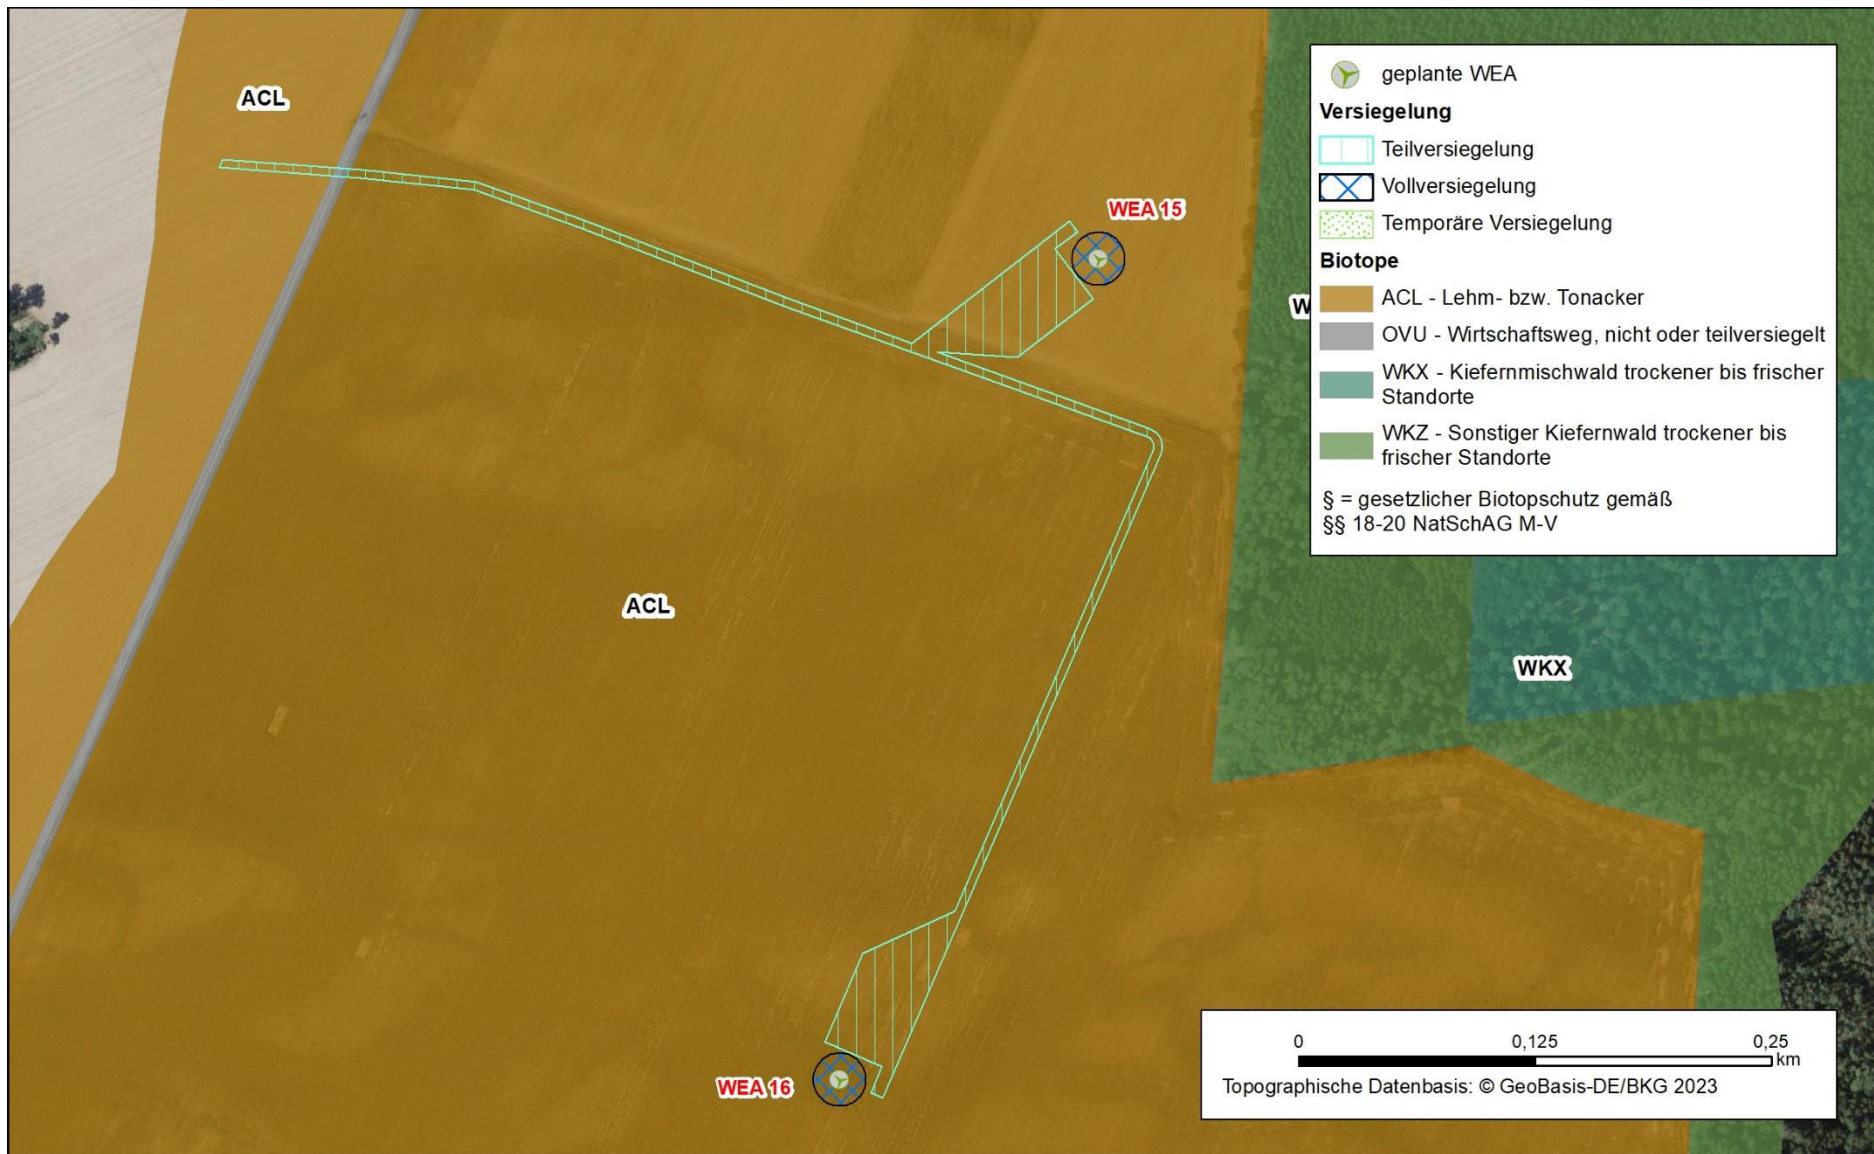 ACL
WEA 15
W
ACL
WKX
WEA 16
geplante WEA
Versiegelung
Teilversiegelung
Vollversiegelung
Temporäre Versiegelung
Biotope
ACL - Lehm- bzw. Tonacker
OVU - Wirtschaftsweg, nicht oder teilversiegelt
WKX - Kiefernmischwald trockener bis frischer
Standorte
WKZ - Sonstiger Kiefernwald trockener bis
frischer Standorte
§ = gesetzlicher Biotopschutz gemäß
§§ 18-20 NatSchAG M-V
0 0,125 0,25
km
Topographische Datenbasis: © GeoBasis-DE/BKG 2023